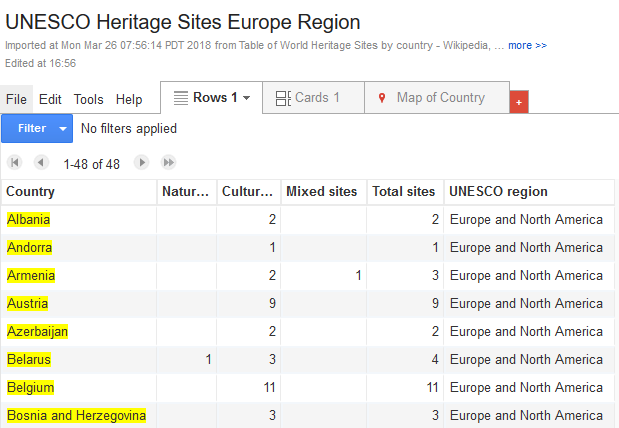 UNESCO Heritage Sites Europe Region
Imported at Mon Mar 26 07:56:14 PDT 2018 from Table of World Heritage Sites by country - Wikipedia, … more >>
Edited at 16:56
File Edit Tools Help Rows 1 Cards 1 Map of Country +
Filter No filters applied
1-48 of 48
Country Natur… Cultur… Mixed sites Total sites UNESCO region
Albania 2 2 Europe and North America
Andorra 1 1 Europe and North America
Armenia 2 1 3 Europe and North America
Austria 9 9 Europe and North America
Azerbaijan 2 2 Europe and North America
Belarus 1 3 4 Europe and North America
Belgium 11 11 Europe and North America
Bosnia and Herzegovina 3 3 Europe and North America